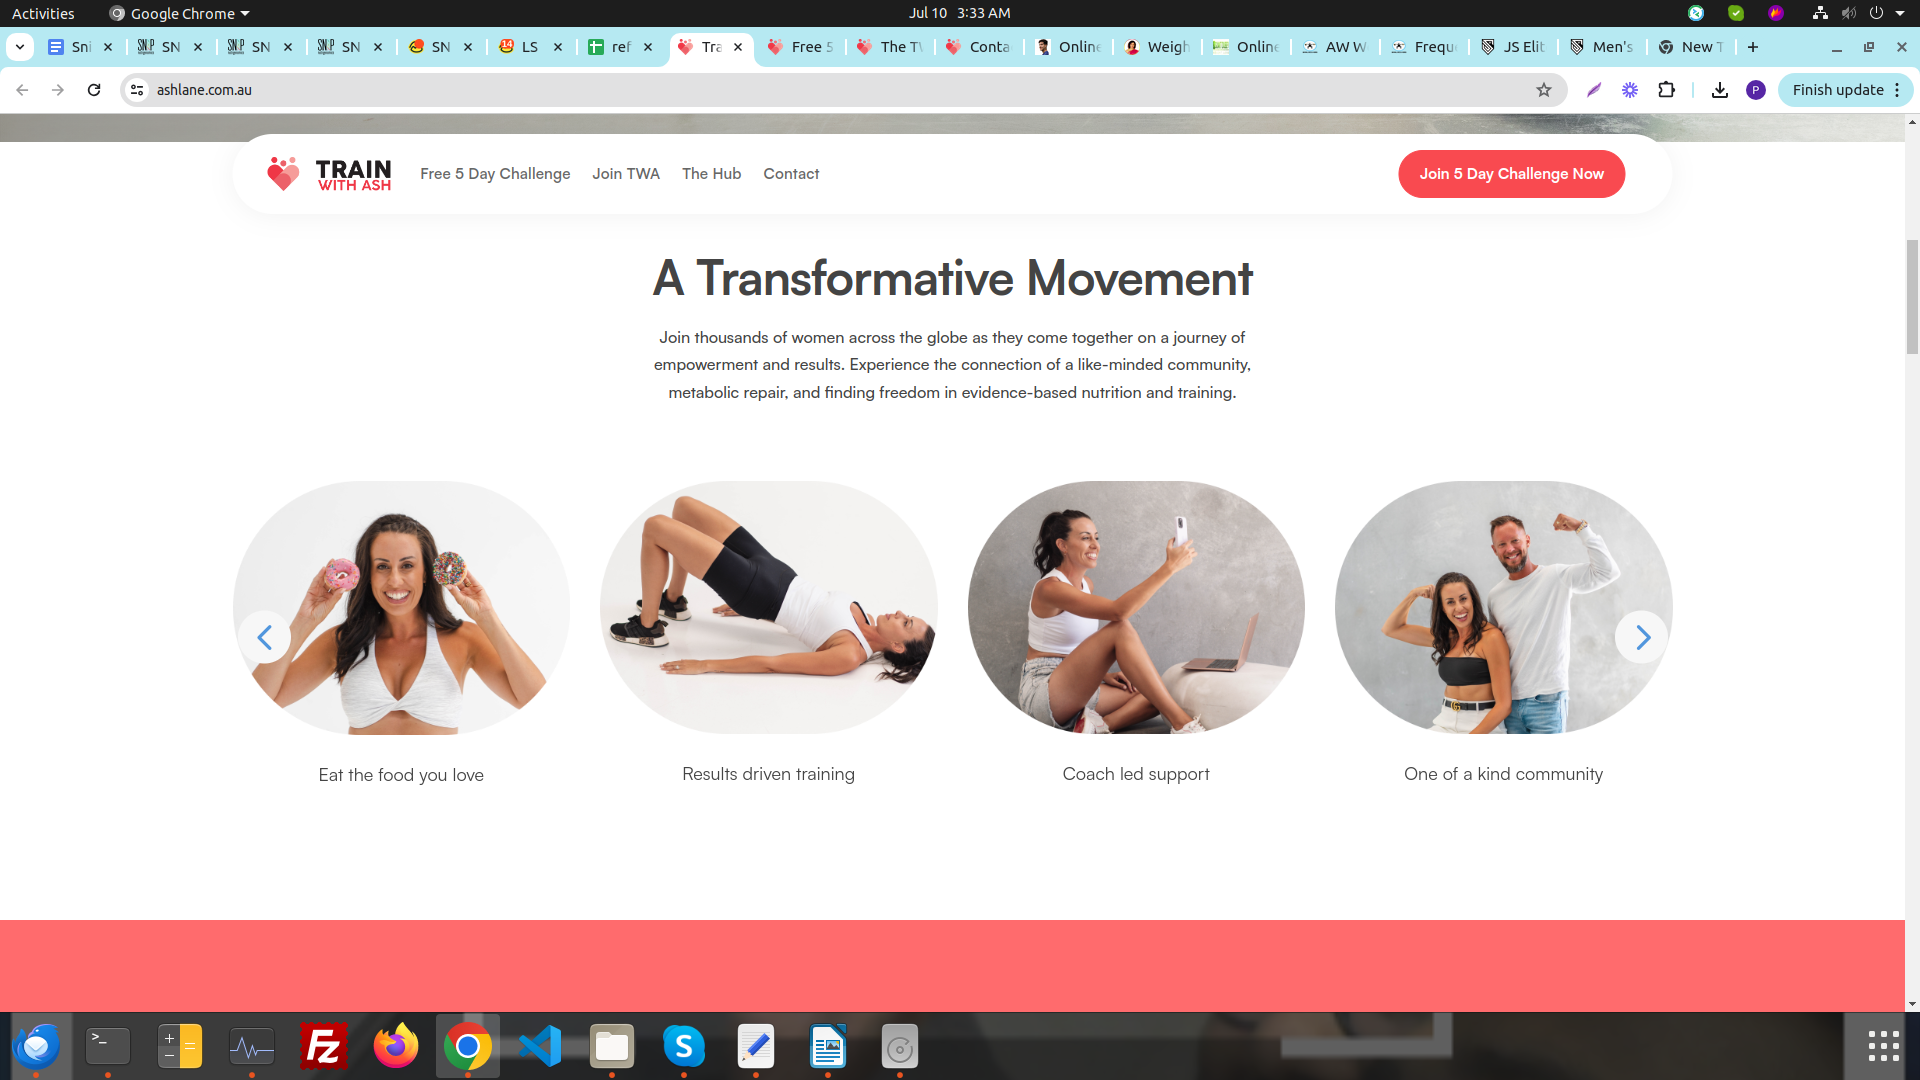 Activities
Google Chrome
Jul 10 3:33 AM
Sni
SN
SN
SN
SN
LS
ref
Tra
Free 5
The T
Conta
Online
Weigh
Online
AW W
Frequ
JS Elit
Men's
New T
ashlane.com.au
P
Finish update
TRAIN
WITH ASH
Free 5 Day Challenge
Join TWA
The Hub
Contact
Join 5 Day Challenge Now
A Transformative Movement
Join thousands of women across the globe as they come together on a journey of
empowerment and results. Experience the connection of a like-minded community,
metabolic repair, and finding freedom in evidence-based nutrition and training.
Eat the food you love
Results driven training
Coach led support
One of a kind community